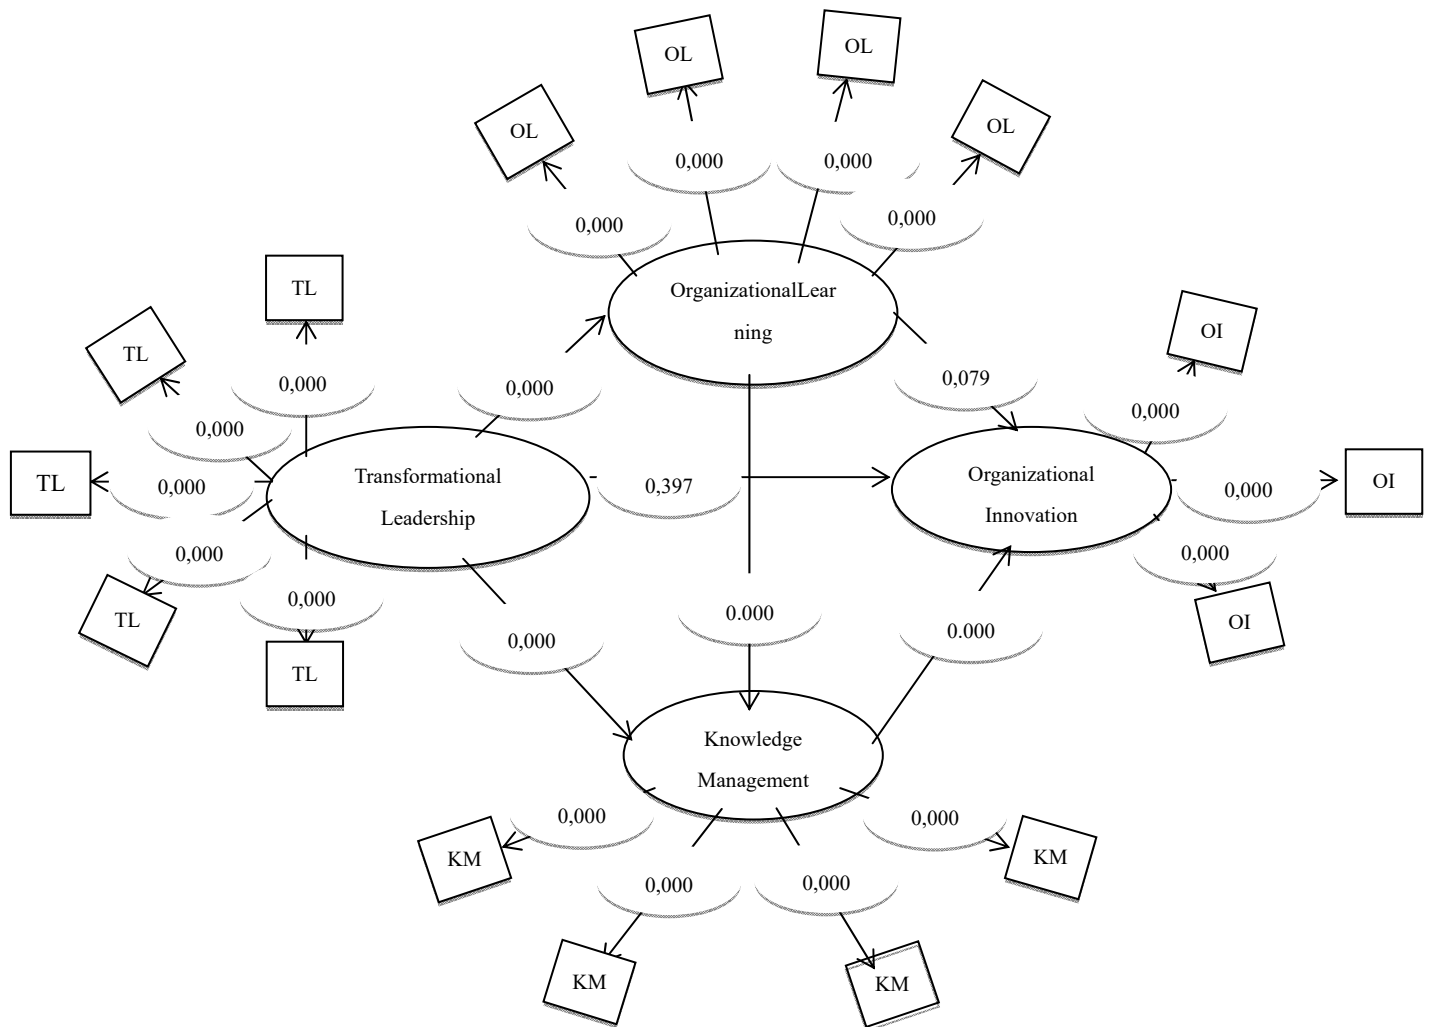 OL
OL
OL
OL
0,000
0,000
0,000
0,000
OrganizationalLear
ning
TL
TL
TL
TL
TL
0,000
0,000
0,000
0,000
0,000
0,000
Transformational
Leadership
0,397
0,079
Organizational
Innovation
OI
OI
OI
0,000
0,000
0,000
0,000
0.000
0.000
Knowledge
Management
0,000
0,000
0,000
0,000
KM
KM
KM
KM